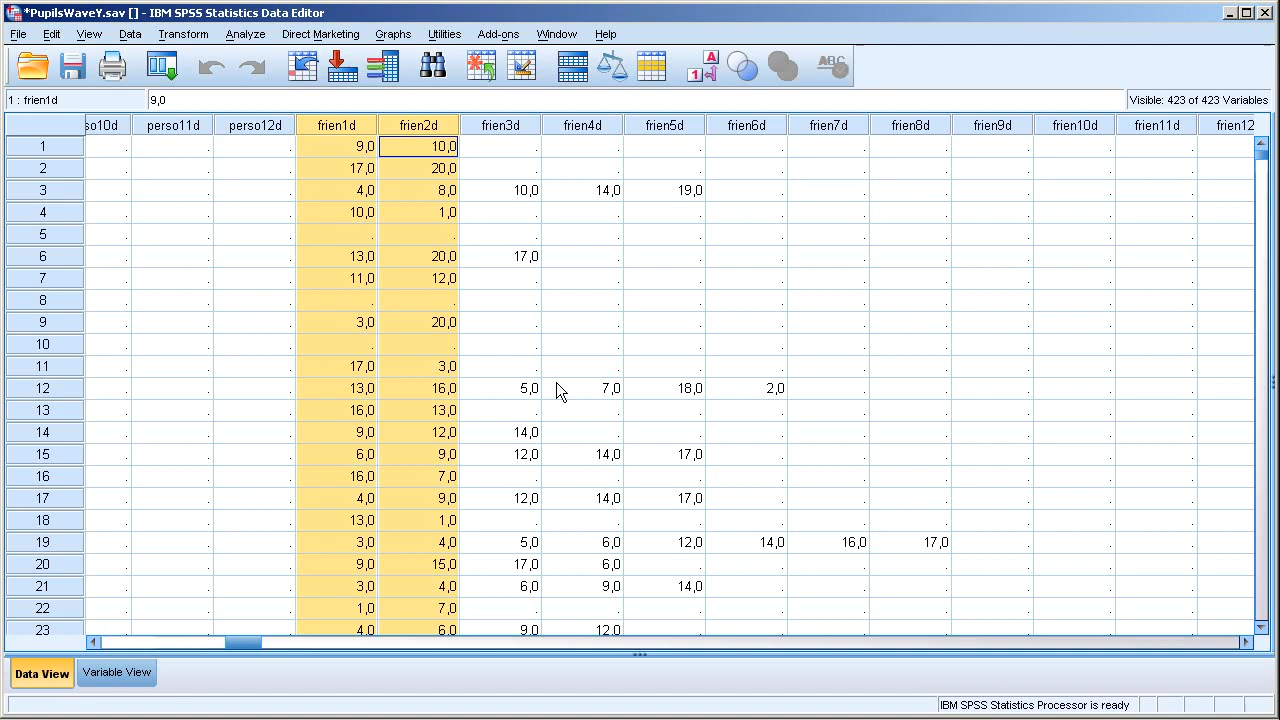 *PupilsWaveY.sav [] - IBM SPSS Statistics Data Editor
File Edit View Data Transform Analyze Direct Marketing Graphs Utilities Add-ons Window Help
A
1
ABC
1 : frien1d 9,0 Visible: 423 of 423 Variables
so10d perso11d perso12d frien1d frien2d frien3d frien4d frien5d frien6d frien7d frien8d frien9d frien10d frien11d frien12
1 . . . 9,0 10,0 . . . . . . . . . .
2 . . . 17,0 20,0 . . . . . . . . . .
3 . . . 4,0 8,0 10,0 14,0 19,0 . . . . . . .
4 . . . 10,0 1,0 . . . . . . . . . .
5 . . . . . . . . . . . . . . .
6 . . . 13,0 20,0 17,0 . . . . . . . . .
7 . . . 11,0 12,0 . . . . . . . . . .
8 . . . . . . . . . . . . . . .
9 . . . 3,0 20,0 . . . . . . . . . .
10 . . . . . . . . . . . . . . .
11 . . . 17,0 3,0 . . . . . . . . . .
12 . . . 13,0 16,0 5,0 7,0 18,0 2,0 . . . . . .
13 . . . 16,0 13,0 . . . . . . . . . .
14 . . . 9,0 12,0 14,0 . . . . . . . . .
15 . . . 6,0 9,0 12,0 14,0 17,0 . . . . . . .
16 . . . 16,0 7,0 . . . . . . . . . .
17 . . . 4,0 9,0 12,0 14,0 17,0 . . . . . . .
18 . . . 13,0 1,0 . . . . . . . . . .
19 . . . 3,0 4,0 5,0 6,0 12,0 14,0 16,0 17,0 . . . .
20 . . . 9,0 15,0 17,0 6,0 . . . . . . . .
21 . . . 3,0 4,0 6,0 9,0 14,0 . . . . . . .
22 . . . 1,0 7,0 . . . . . . . . . .
23 . . . 4,0 6,0 9,0 12,0 . . . . . . . .
Data View Variable View
IBM SPSS Statistics Processor is ready